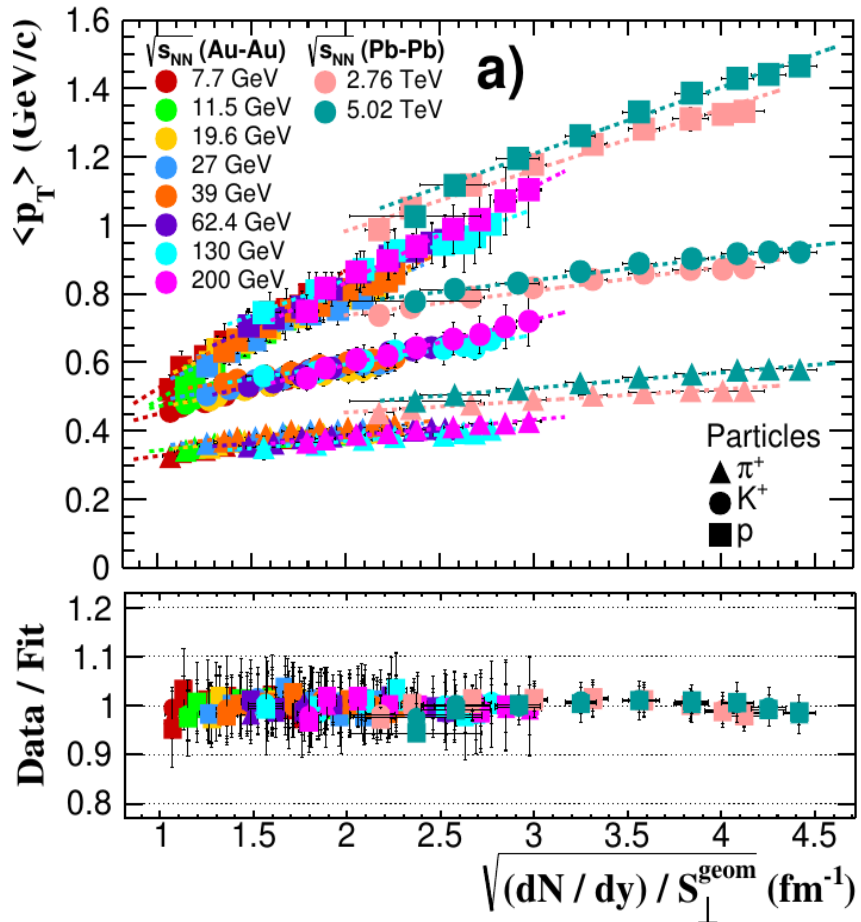 a)
√s_NN (Au-Au)
7.7 GeV
11.5 GeV
19.6 GeV
27 GeV
39 GeV
62.4 GeV
130 GeV
200 GeV
√s_NN (Pb-Pb)
2.76 TeV
5.02 TeV
<p_T> (GeV/c)
1.6
1.4
1.2
1
0.8
0.6
0.4
0.2
0
Particles
π⁺
K⁺
p
Data / Fit
1.2
1.1
1
0.9
0.8
1 1.5 2 2.5 3 3.5 4 4.5
√(dN / dy) / S_⊥^geom (fm⁻¹)